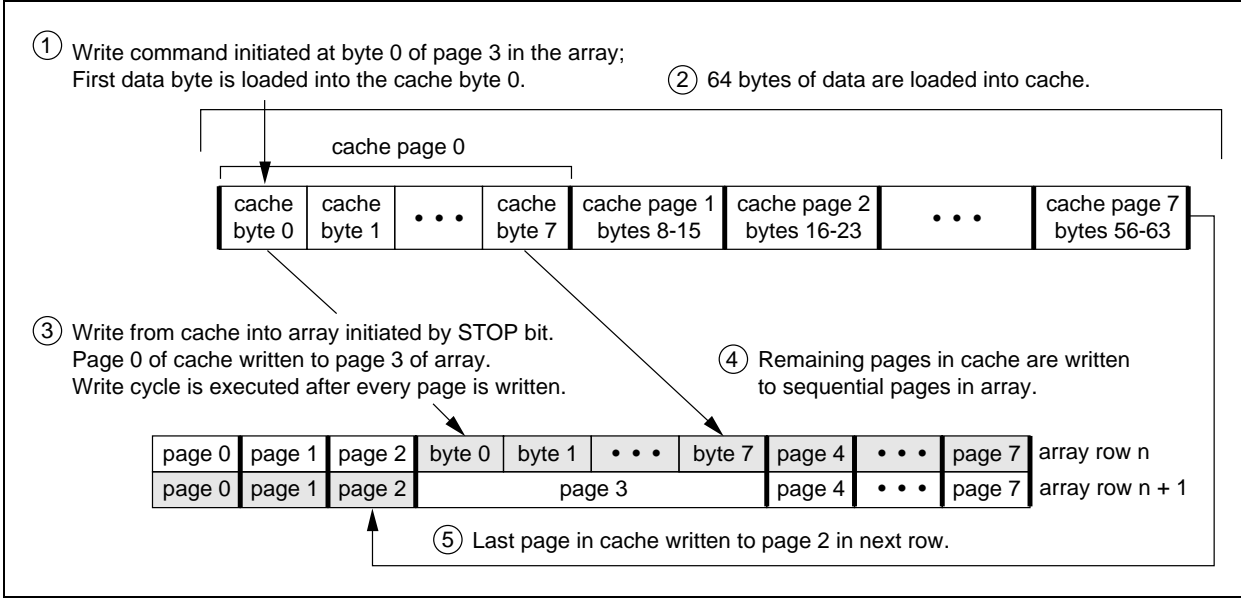 ① Write command initiated at byte 0 of page 3 in the array;
First data byte is loaded into the cache byte 0.
② 64 bytes of data are loaded into cache.
cache page 0
cache byte 0 cache byte 1 • • • cache byte 7 cache page 1 bytes 8-15 cache page 2 bytes 16-23 • • • cache page 7 bytes 56-63
③ Write from cache into array initiated by STOP bit.
Page 0 of cache written to page 3 of array.
Write cycle is executed after every page is written.
④ Remaining pages in cache are written
to sequential pages in array.
page 0 page 1 page 2 byte 0 byte 1 • • • byte 7 page 4 • • • page 7 array row n
page 0 page 1 page 2 page 3 page 4 • • • page 7 array row n + 1
⑤ Last page in cache written to page 2 in next row.